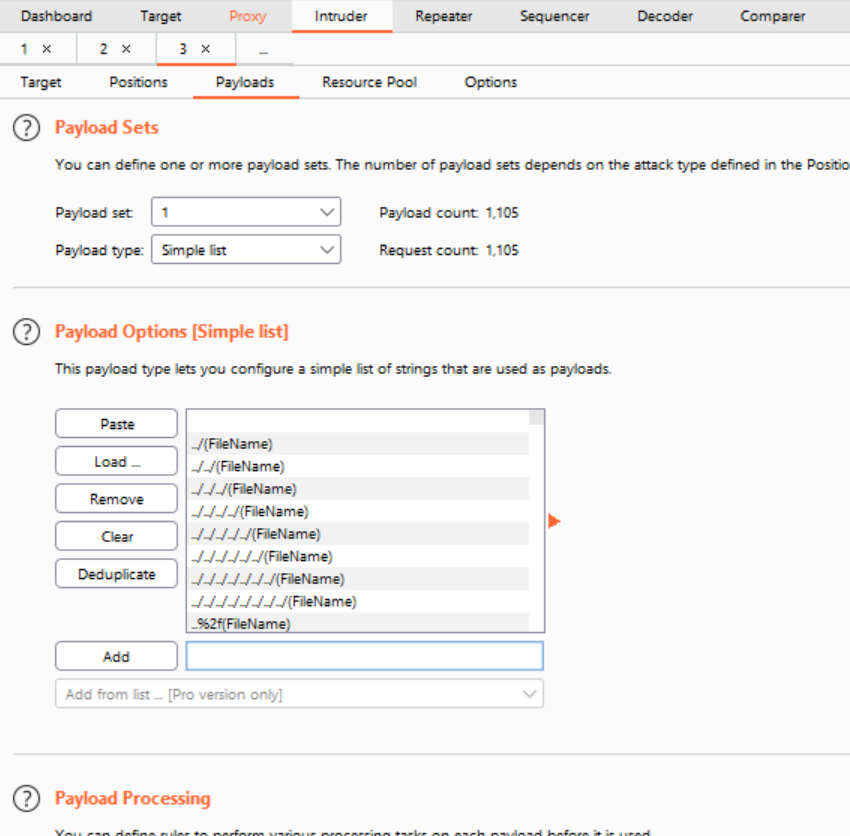 Dashboard Target Proxy Intruder Repeater Sequencer Decoder Comparer
1 × 2 × 3 × ...
Target Positions Payloads Resource Pool Options
? Payload Sets
You can define one or more payload sets. The number of payload sets depends on the attack type defined in the Positio
Payload set: 1 Payload count: 1,105
Payload type: Simple list Request count: 1,105
? Payload Options [Simple list]
This payload type lets you configure a simple list of strings that are used as payloads.
Paste
../(FileName)
Load ...
../../(FileName)
../../../(FileName)
Remove
../../../../(FileName)
Clear
../../../../../(FileName)
../../../../../../(FileName)
Deduplicate
../../../../../../../(FileName)
../../../../../../../../(FileName)
..%2f(FileName)
Add
Add from list ... [Pro version only]
? Payload Processing
You can define rules to perform various processing tasks on each payload before it is used.